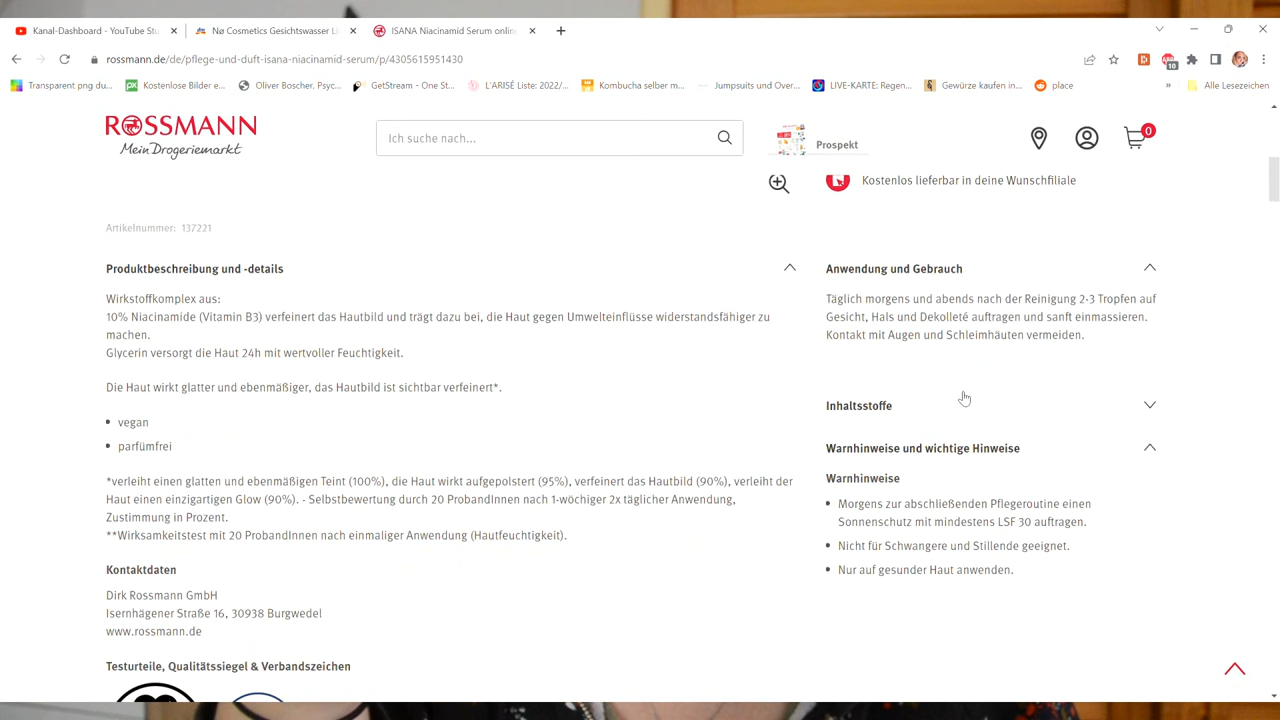 Kanal-Dashboard - YouTube Stu
Nø Cosmetics Gesichtswasser Li
ISANA Niacinamid Serum online
rossmann.de/de/pflege-und-duft-isana-niacinamid-serum/p/4305615951430
10
Transparent png du...
Kostenlose Bilder e...
Oliver Boscher, Psyc...
GetStream - One St...
L'ARISÉ Liste: 2022/...
Kombucha selber m...
Jumpsuits und Over...
LIVE-KARTE: Regen...
Gewürze kaufen in...
place
»
Alle Lesezeichen
ROSSMANN
Mein Drogeriemarkt
Ich suche nach...
Prospekt
0
Kostenlos lieferbar in deine Wunschfiliale
Artikelnummer: 137221
Produktbeschreibung und -details
Wirkstoffkomplex aus:
10% Niacinamide (Vitamin B3) verfeinert das Hautbild und trägt dazu bei, die Haut gegen Umwelteinflüsse widerstandsfähiger zu
machen.
Glycerin versorgt die Haut 24h mit wertvoller Feuchtigkeit.
Die Haut wirkt glatter und ebenmäßiger, das Hautbild ist sichtbar verfeinert*.
• vegan
• parfümfrei
*verleiht einen glatten und ebenmäßigen Teint (100%), die Haut wirkt aufgepolstert (95%), verfeinert das Hautbild (90%), verleiht der
Haut einen einzigartigen Glow (90%). - Selbstbewertung durch 20 ProbandInnen nach 1-wöchiger 2x täglicher Anwendung,
Zustimmung in Prozent.
**Wirksamkeitstest mit 20 ProbandInnen nach einmaliger Anwendung (Hautfeuchtigkeit).
Kontaktdaten
Dirk Rossmann GmbH
Isernhägener Straße 16, 30938 Burgwedel
www.rossmann.de
Testurteile, Qualitätssiegel & Verbandszeichen
Anwendung und Gebrauch
Täglich morgens und abends nach der Reinigung 2-3 Tropfen auf
Gesicht, Hals und Dekolleté auftragen und sanft einmassieren.
Kontakt mit Augen und Schleimhäuten vermeiden.
Inhaltsstoffe
Warnhinweise und wichtige Hinweise
Warnhinweise
• Morgens zur abschließenden Pflegeroutine einen
Sonnenschutz mit mindestens LSF 30 auftragen.
• Nicht für Schwangere und Stillende geeignet.
• Nur auf gesunder Haut anwenden.